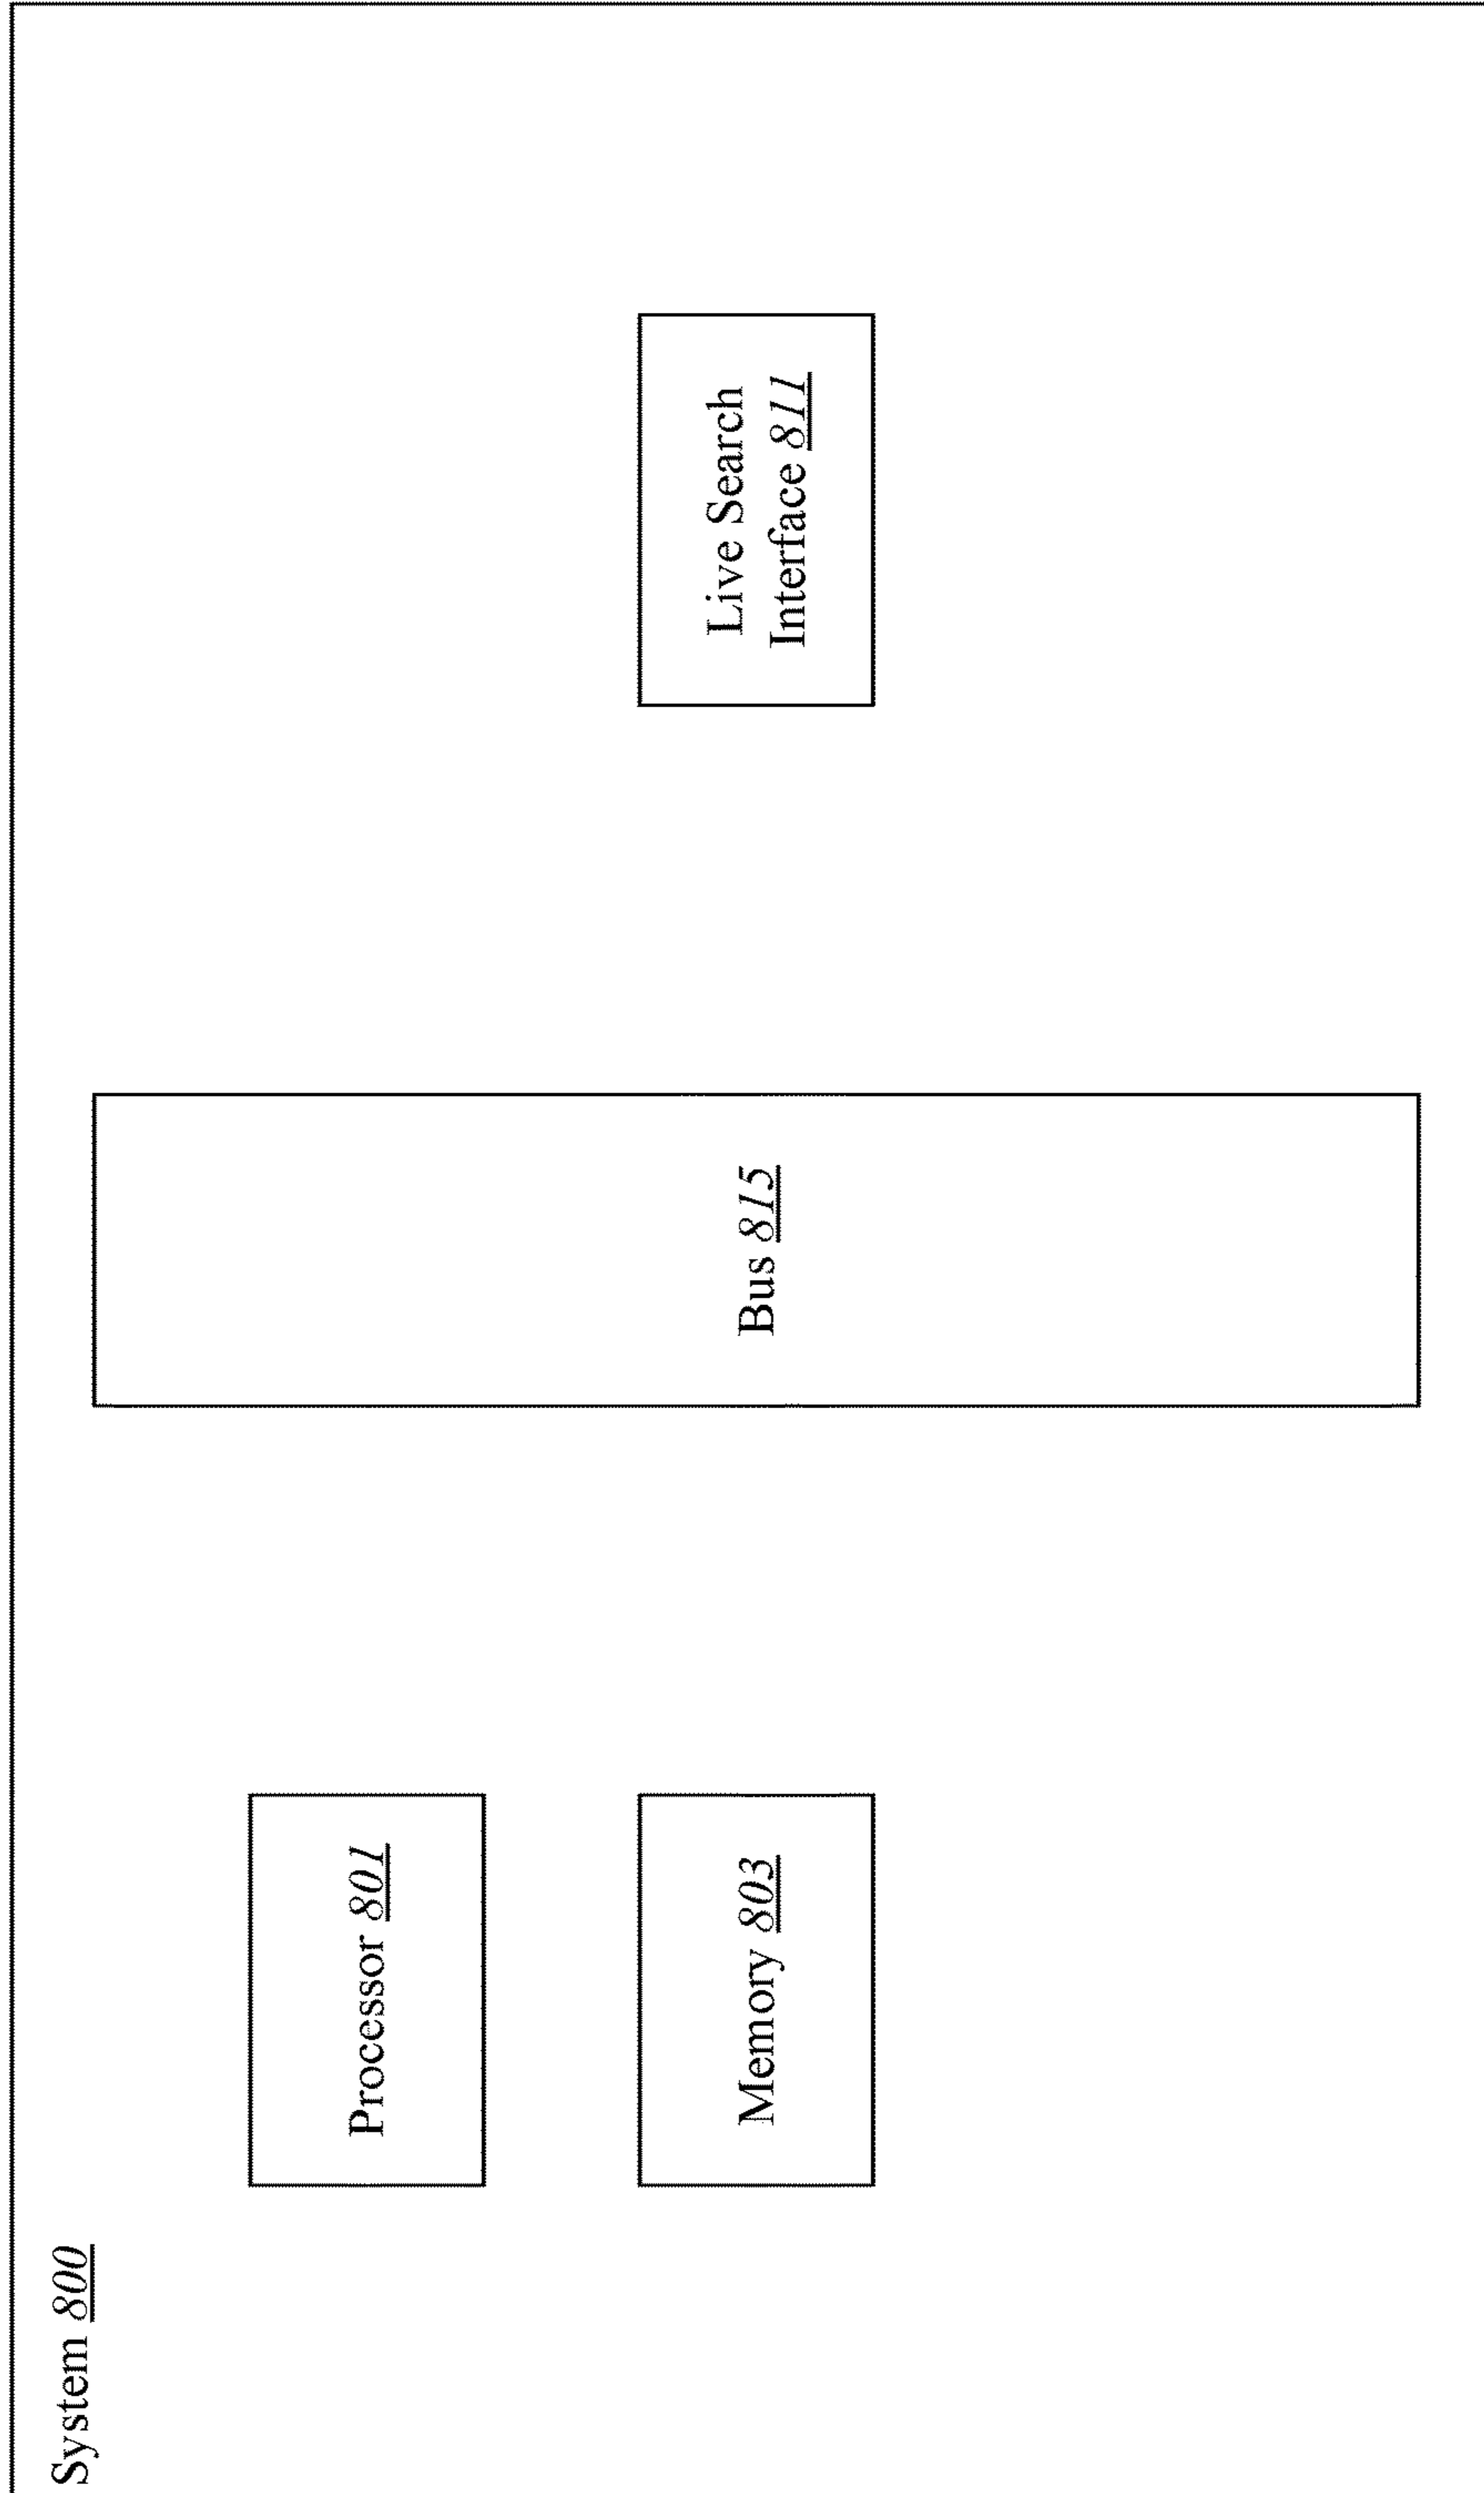 System 800
Processor 801
Memory 803
Bus 815
Live Search
Interface 811